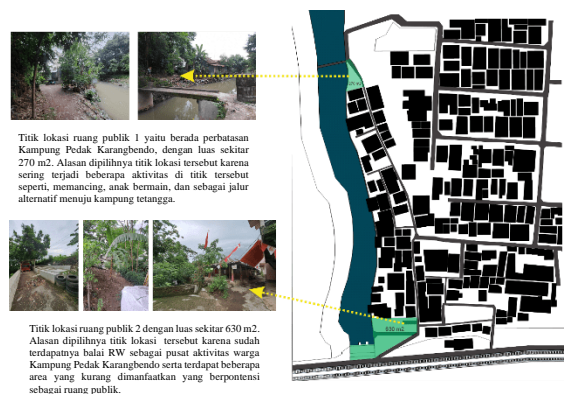 Titik lokasi ruang publik 1 yaitu berada perbatasan
Kampung Pedak Karangbendo, dengan luas sekitar
270 m2. Alasan dipilihnya titik lokasi tersebut karena
sering terjadi beberapa aktivitas di titik tersebut
seperti, memancing, anak bermain, dan sebagai jalur
alternatif menuju kampung tetangga.
Titik lokasi ruang publik 2 dengan luas sekitar 630 m2.
Alasan dipilihnya titik lokasi tersebut karena sudah
terdapatnya balai RW sebagai pusat aktivitas warga
Kampung Pedak Karangbendo serta terdapat beberapa
area yang kurang dimanfaatkan yang berpontensi
sebagai ruang publik.
630 m2